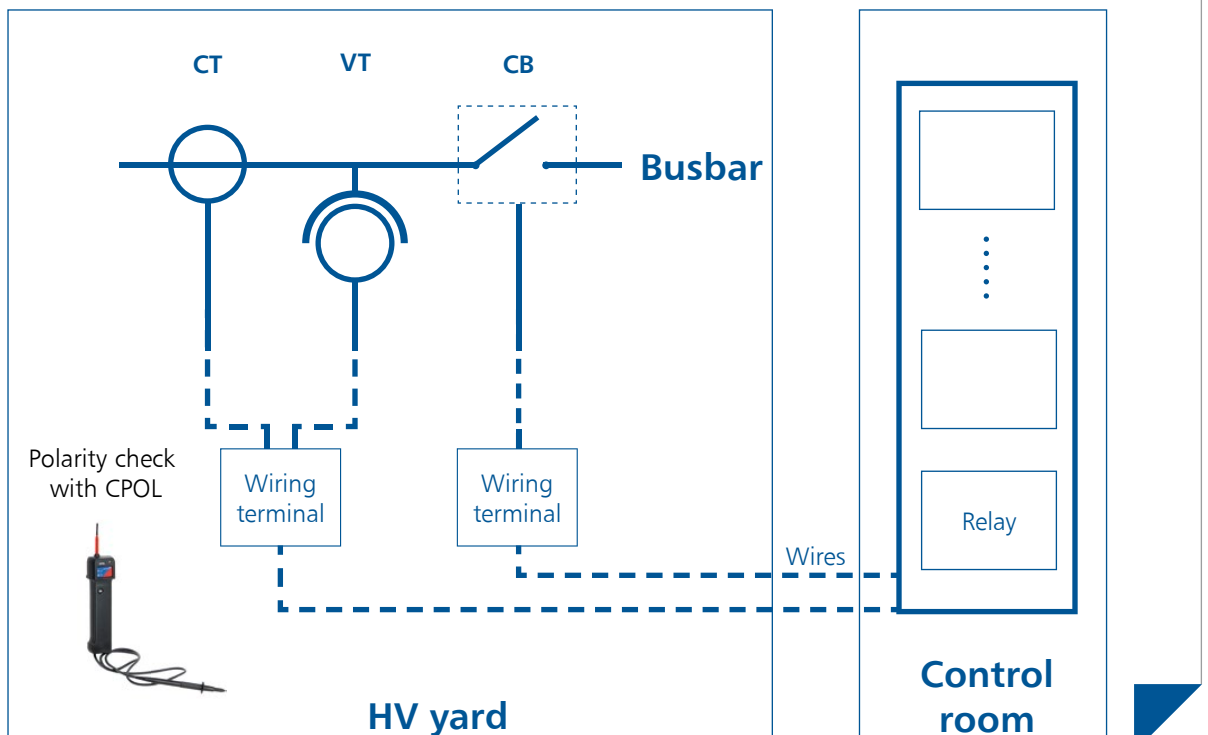 CT
VT
CB
Busbar
Polarity check
with CPOL
Wiring
terminal
Wiring
terminal
Relay
Wires
HV yard
Control
room